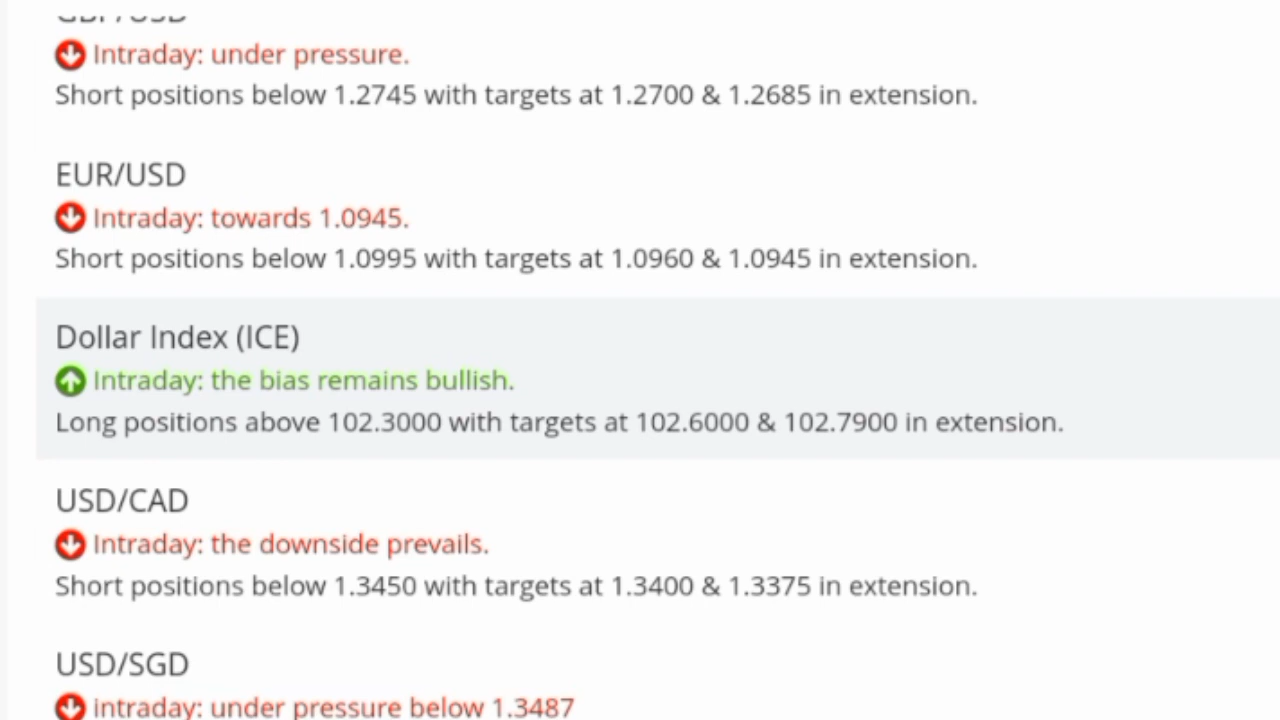 GBP/USD
Intraday: under pressure.
Short positions below 1.2745 with targets at 1.2700 & 1.2685 in extension.
EUR/USD
Intraday: towards 1.0945.
Short positions below 1.0995 with targets at 1.0960 & 1.0945 in extension.
Dollar Index (ICE)
Intraday: the bias remains bullish.
Long positions above 102.3000 with targets at 102.6000 & 102.7900 in extension.
USD/CAD
Intraday: the downside prevails.
Short positions below 1.3450 with targets at 1.3400 & 1.3375 in extension.
USD/SGD
intraday: under pressure below 1.3487